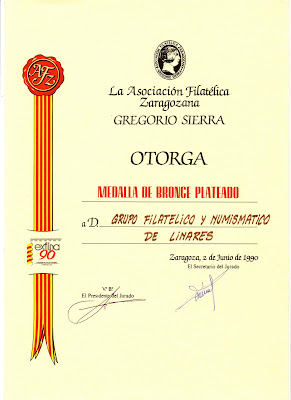 AFZ
La Asociación Filatélica
Zaragozana
GREGORIO SIERRA
OTORGA
MEDALLA DE BRONCE PLATEADO
a D. GRUPO FILATELICO Y NUMISMATICO
DE LINARES
Zaragoza, 2 de Junio de 1990
El Secretario del Jurado
Vº Bº
El Presidente del Jurado
exfilna
90